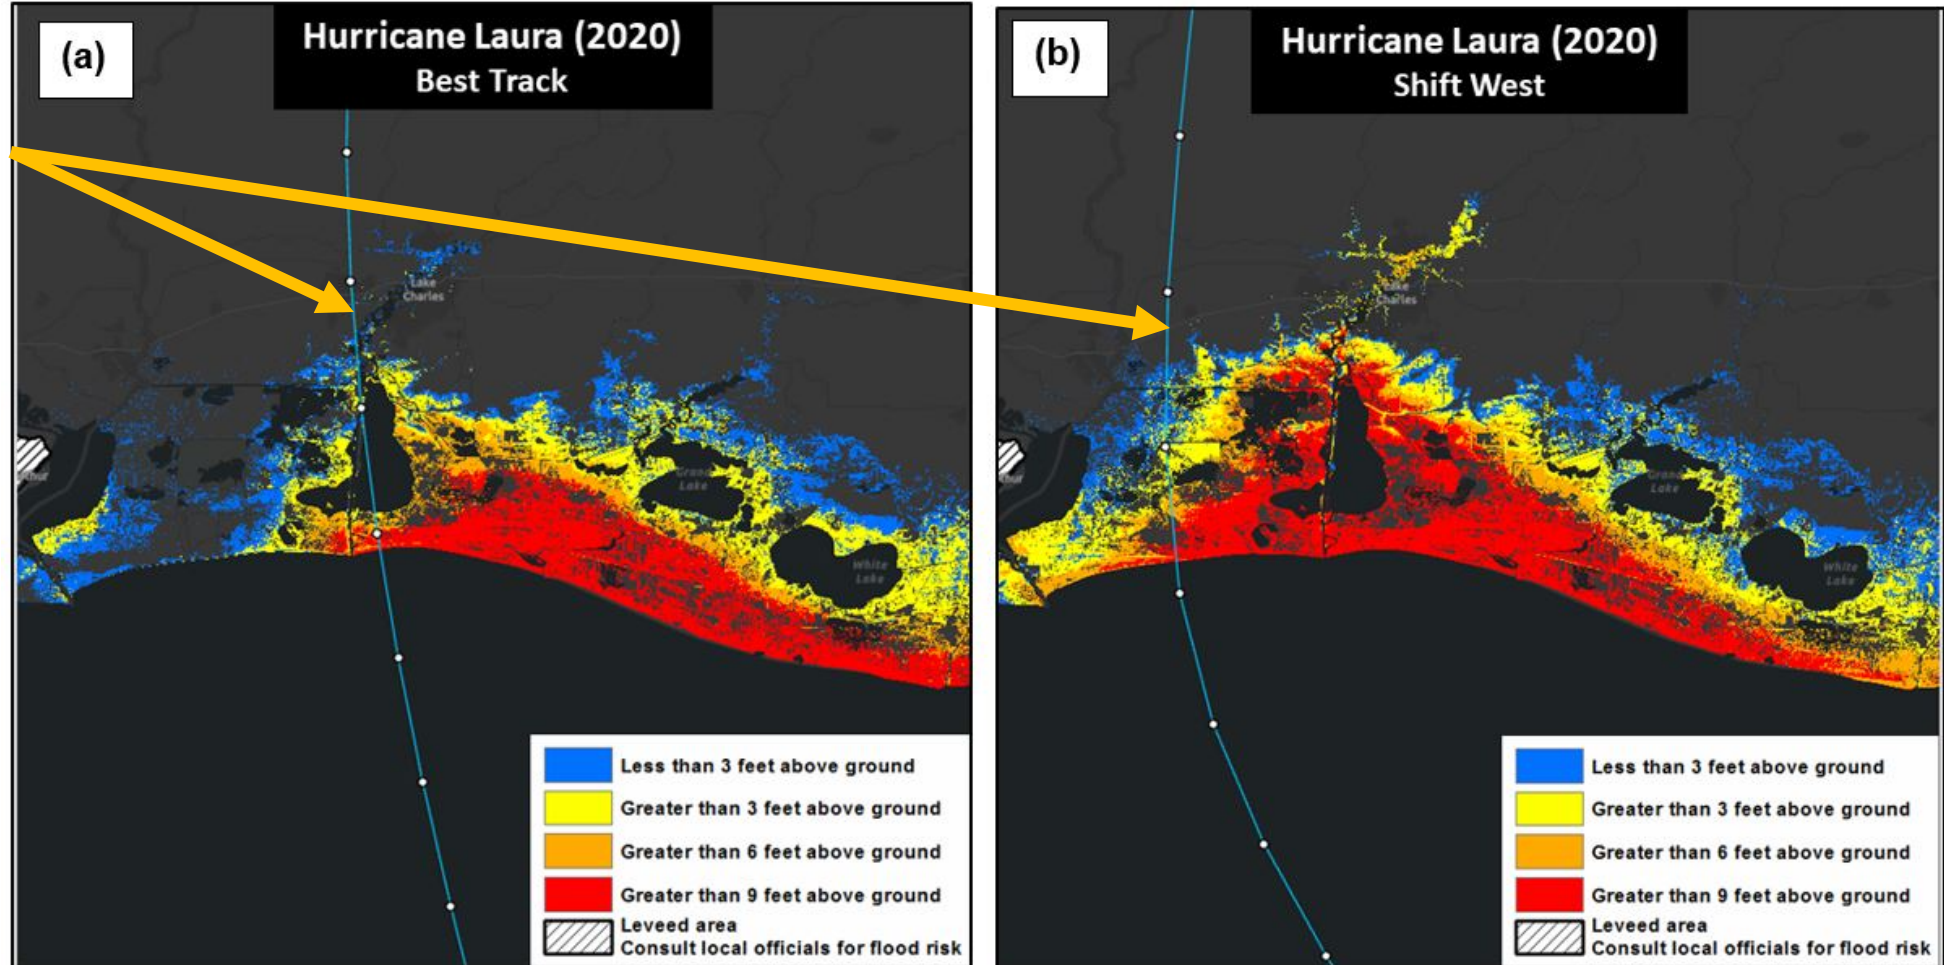 (a)
Hurricane Laura (2020)
Best Track
Lake
Charles
Grand
Lake
White
Lake
Less than 3 feet above ground
Greater than 3 feet above ground
Greater than 6 feet above ground
Greater than 9 feet above ground
Leveed area
Consult local officials for flood risk
(b)
Hurricane Laura (2020)
Shift West
Lake
Charles
Grand
Lake
White
Lake
Less than 3 feet above ground
Greater than 3 feet above ground
Greater than 6 feet above ground
Greater than 9 feet above ground
Leveed area
Consult local officials for flood risk